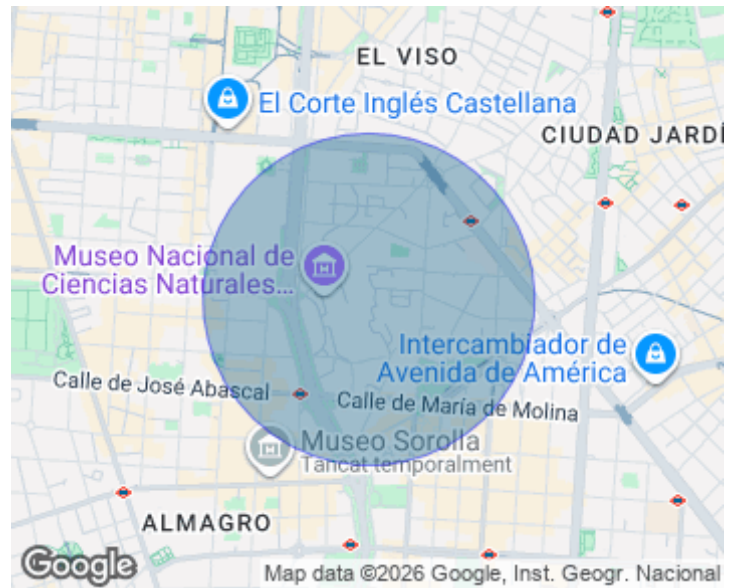 EL VISO
El Corte Inglés Castellana
CIUDAD JARDÍ
Museo Nacional de
Ciencias Naturales...
Intercambiador de
Avenida de América
Calle de José Abascal
Calle de María de Molina
Museo Sorolla
Tancat temporalment
ALMAGRO
Google
Map data ©2026 Google, Inst. Geogr. Nacional